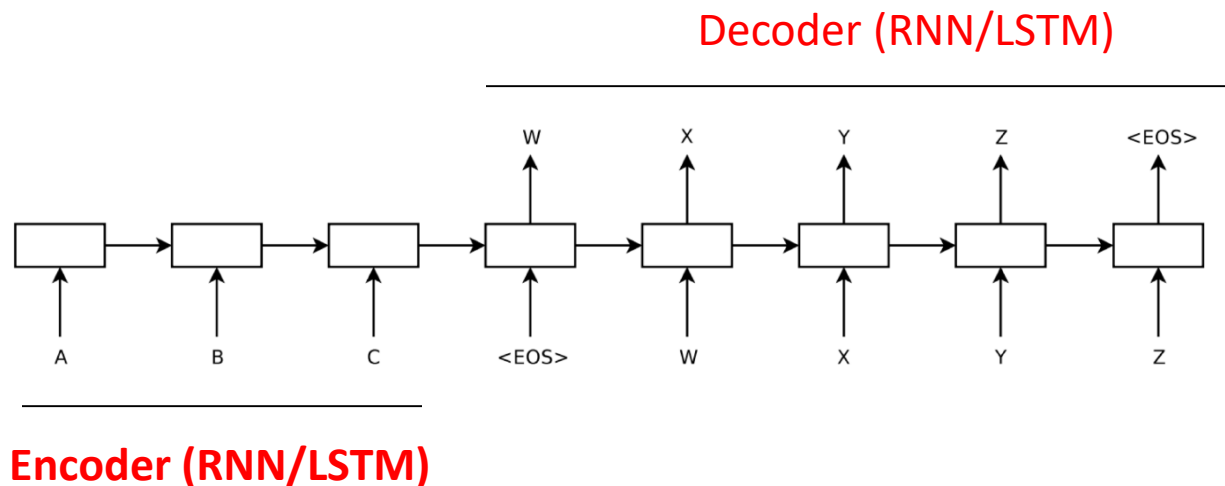 Decoder (RNN/LSTM)
W X Y Z <EOS>
A B C <EOS> W X Y Z
Encoder (RNN/LSTM)